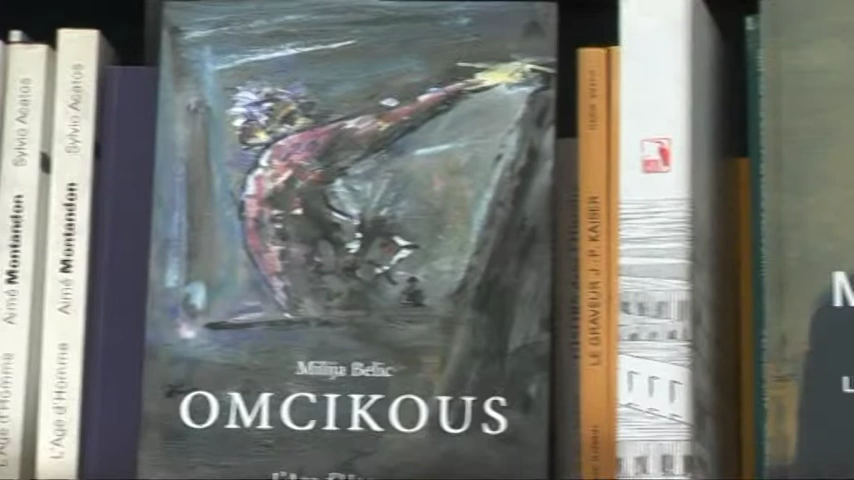 Sylvio Acatos
Aimé Montandon
L'Age d'Homme
Sylvio Acatos
Aimé Montandon
L'Age d'Homme
Milija Belic
OMCIKOUS
LE GRAVEUR J.-P. KAISER
M
L